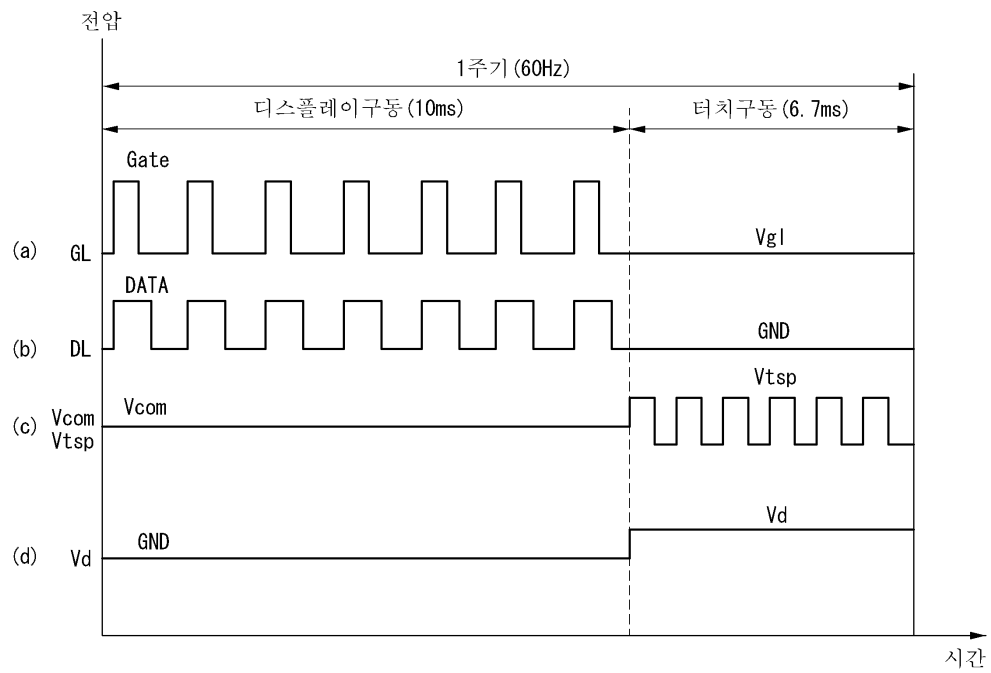 전압
1주기(60Hz)
디스플레이구동(10ms)
터치구동(6.7ms)
Gate
(a) GL
Vgl
DATA
(b) DL
GND
Vtsp
Vcom
(c) Vcom
Vtsp
Vd
GND
(d) Vd
시간